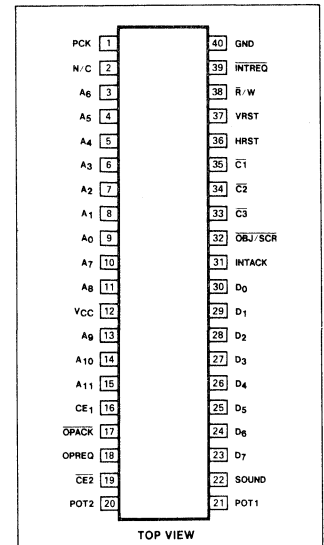 PCK 1 40 GND
N/C 2 39 INTREQ
A6 3 38 R/W
A5 4 37 VRST
A4 5 36 HRST
A3 6 35 C1
A2 7 34 C2
A1 8 33 C3
A0 9 32 OBJ/SCR
A7 10 31 INTACK
A8 11 30 D0
VCC 12 29 D1
A9 13 28 D2
A10 14 27 D3
A11 15 26 D4
CE1 16 25 D5
OPACK 17 24 D6
OPREQ 18 23 D7
CE2 19 22 SOUND
POT2 20 21 POT1
TOP VIEW